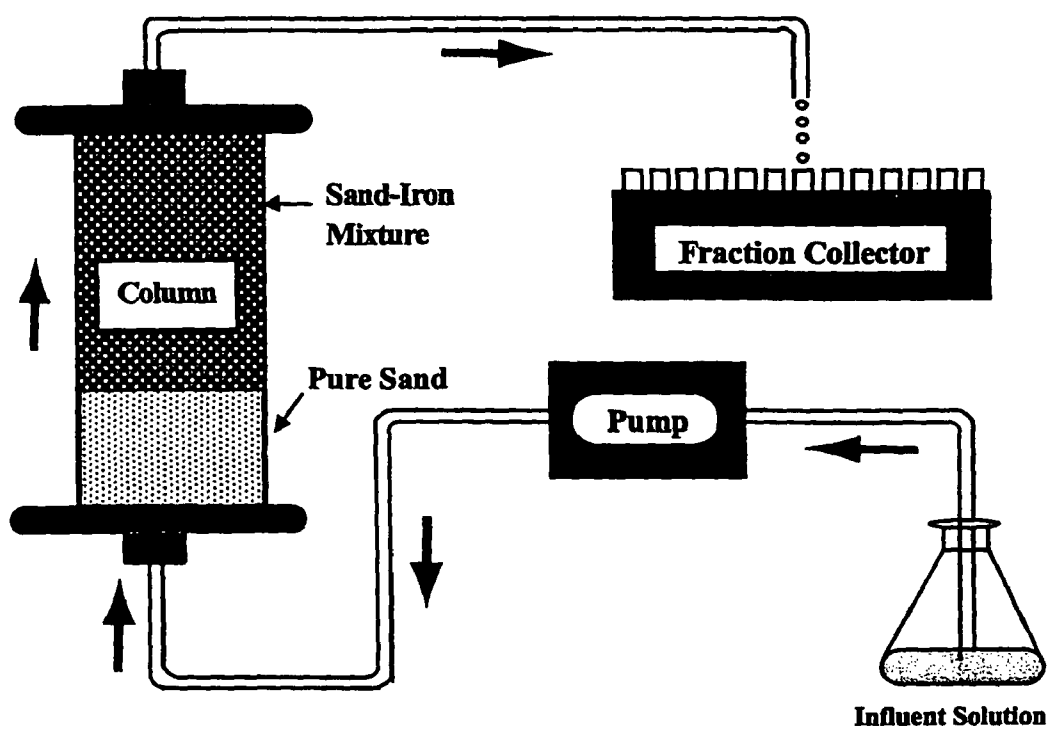 Sand-Iron
Mixture
Fraction Collector
Column
Pure Sand
Pump
Influent Solution